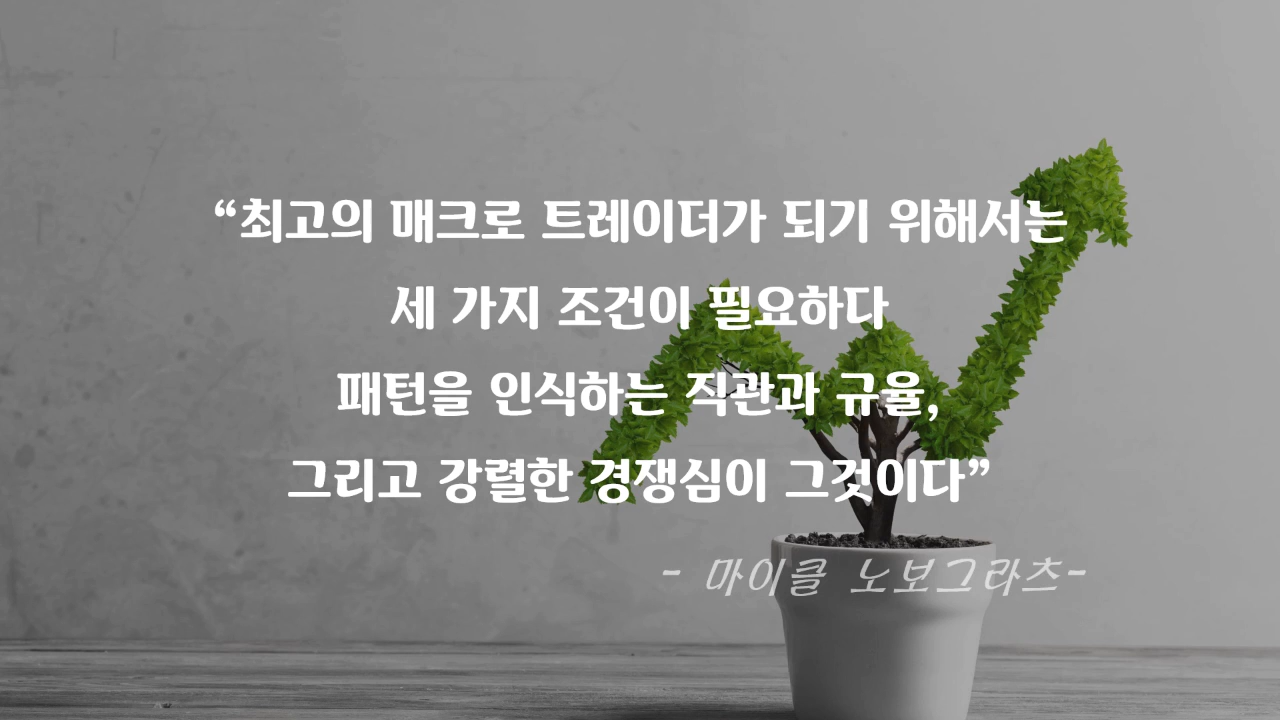 “최고의 매크로 트레이더가 되기 위해서는
세 가지 조건이 필요하다
패턴을 인식하는 직관과 규율,
그리고 강렬한 경쟁심이 그것이다”
- 마이클 노보그라츠-